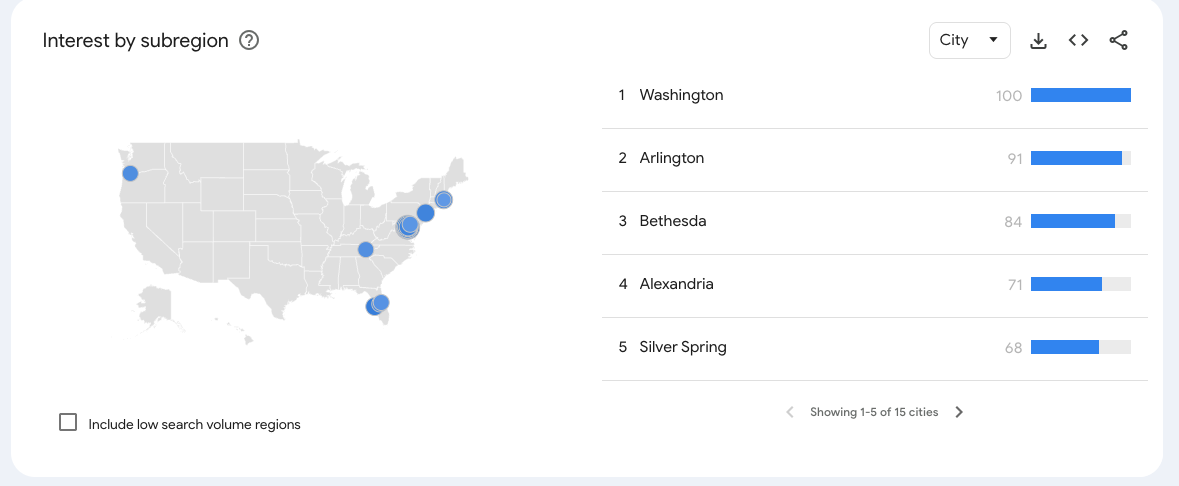 Interest by subregion ?
City
1 Washington 100
2 Arlington 91
3 Bethesda 84
4 Alexandria 71
5 Silver Spring 68
Showing 1-5 of 15 cities
Include low search volume regions